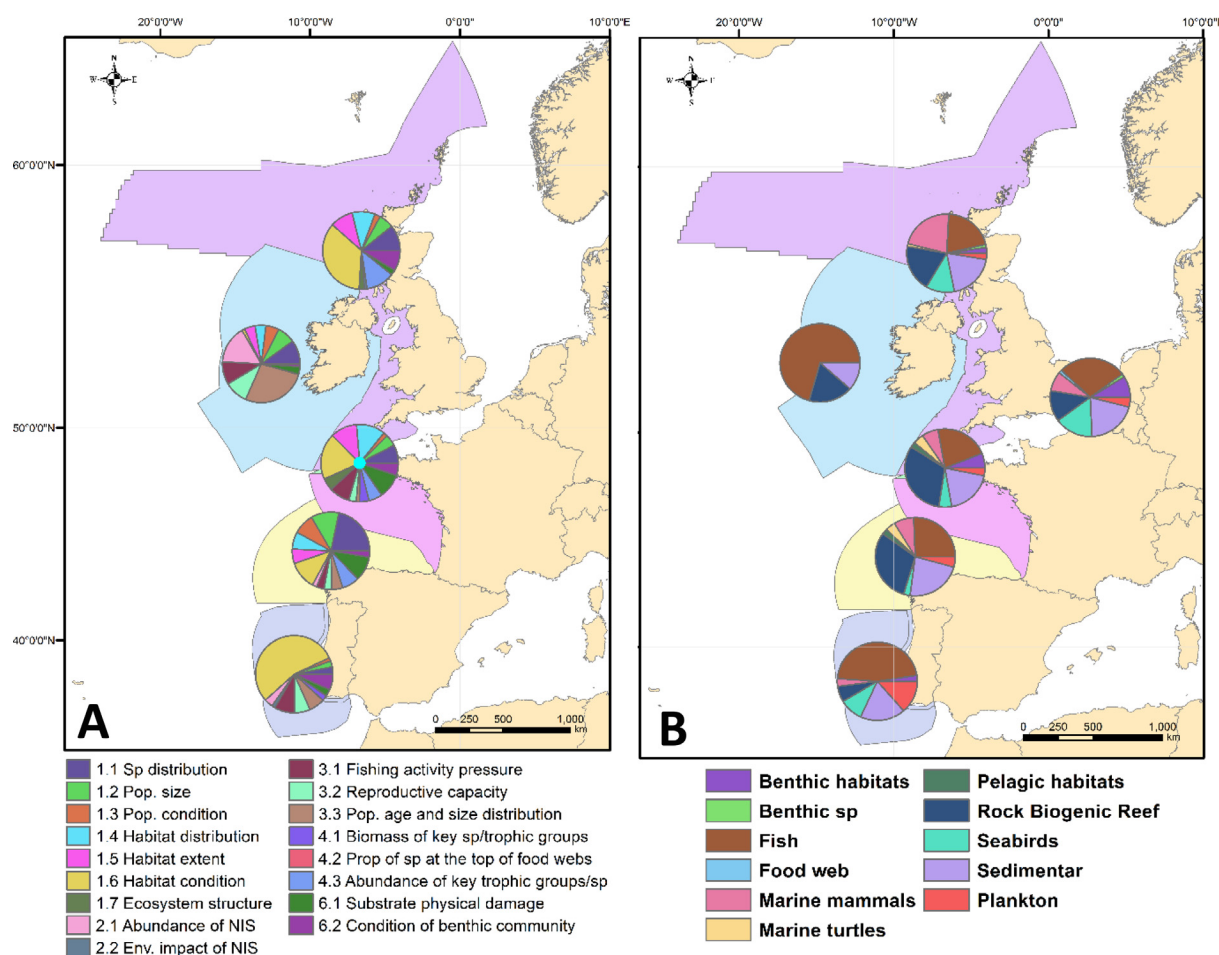 20°0'0"W 10°0'0"W 0°0'0" 10°0'0"E
20°0'0"W 10°0'0"W 0°0'0"
N
W E
S
N
W E
S
60°0'0"N
50°0'0"N
40°0'0"N
A
0 250 500 1,000
km
B
0 250 500 1,000
km
1.1 Sp distribution
1.2 Pop. size
1.3 Pop. condition
1.4 Habitat distribution
1.5 Habitat extent
1.6 Habitat condition
1.7 Ecosystem structure
2.1 Abundance of NIS
2.2 Env. impact of NIS
3.1 Fishing activity pressure
3.2 Reproductive capacity
3.3 Pop. age and size distribution
4.1 Biomass of key sp/trophic groups
4.2 Prop of sp at the top of food webs
4.3 Abundance of key trophic groups/sp
6.1 Substrate physical damage
6.2 Condition of benthic community
Benthic habitats
Benthic sp
Fish
Food web
Marine mammals
Marine turtles
Pelagic habitats
Rock Biogenic Reef
Seabirds
Sedimentar
Plankton